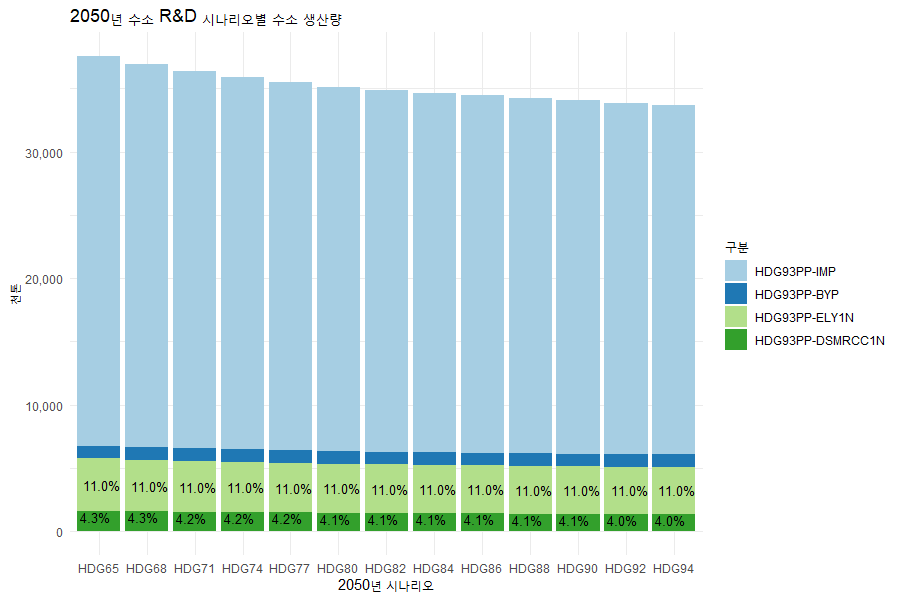 2050년 수소 R&D 시나리오별 수소 생산량
30,000
20,000
10,000
0
천톤
11.0% 11.0% 11.0% 11.0% 11.0% 11.0% 11.0% 11.0% 11.0% 11.0% 11.0% 11.0% 11.0%
4.3% 4.3% 4.2% 4.2% 4.2% 4.1% 4.1% 4.1% 4.1% 4.1% 4.1% 4.0% 4.0%
HDG65 HDG68 HDG71 HDG74 HDG77 HDG80 HDG82 HDG84 HDG86 HDG88 HDG90 HDG92 HDG94
2050년 시나리오
구분
HDG93PP-IMP
HDG93PP-BYP
HDG93PP-ELY1N
HDG93PP-DSMRCC1N